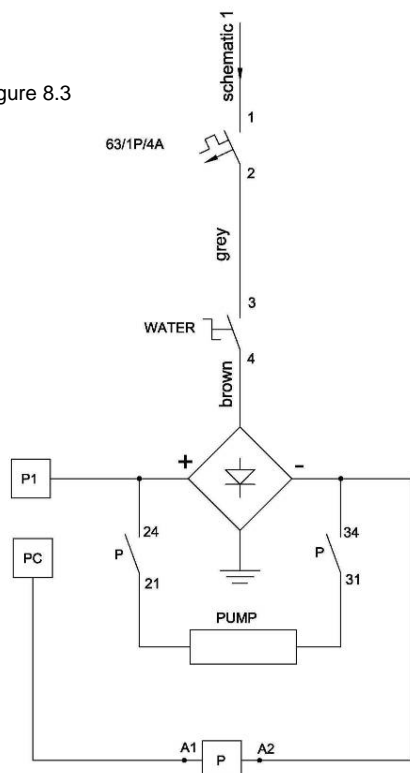 schematic 1
gure 8.3
1
63/1P/4A
2
grey
3
WATER
4
brown
+
-
P1
24
34
P
P
PC
21
31
PUMP
A1
P
A2